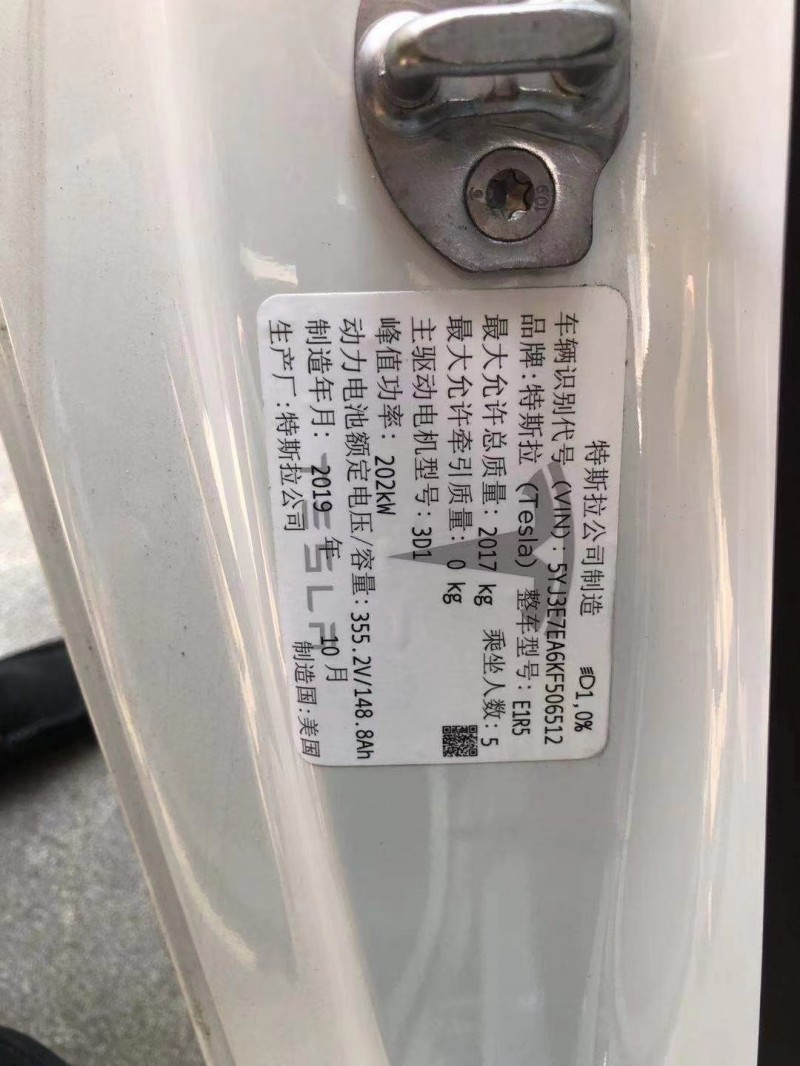 特斯拉公司制造 D1,0%
车辆识别代号(VIN): 5YJ3E7EA6KF506512
品牌:特斯拉 (Tesla) 整车型号: E1R5
最大允许总质量: 2017 kg 乘坐人数: 5
最大允许牵引质量: 0 kg
主驱动电机型号: 3D1
峰值功率: 202kW
动力电池额定电压/容量: 355.2V/148.8Ah
制造年月: 2019 年 10 月
生产厂:特斯拉公司 制造国:美国
TESLA